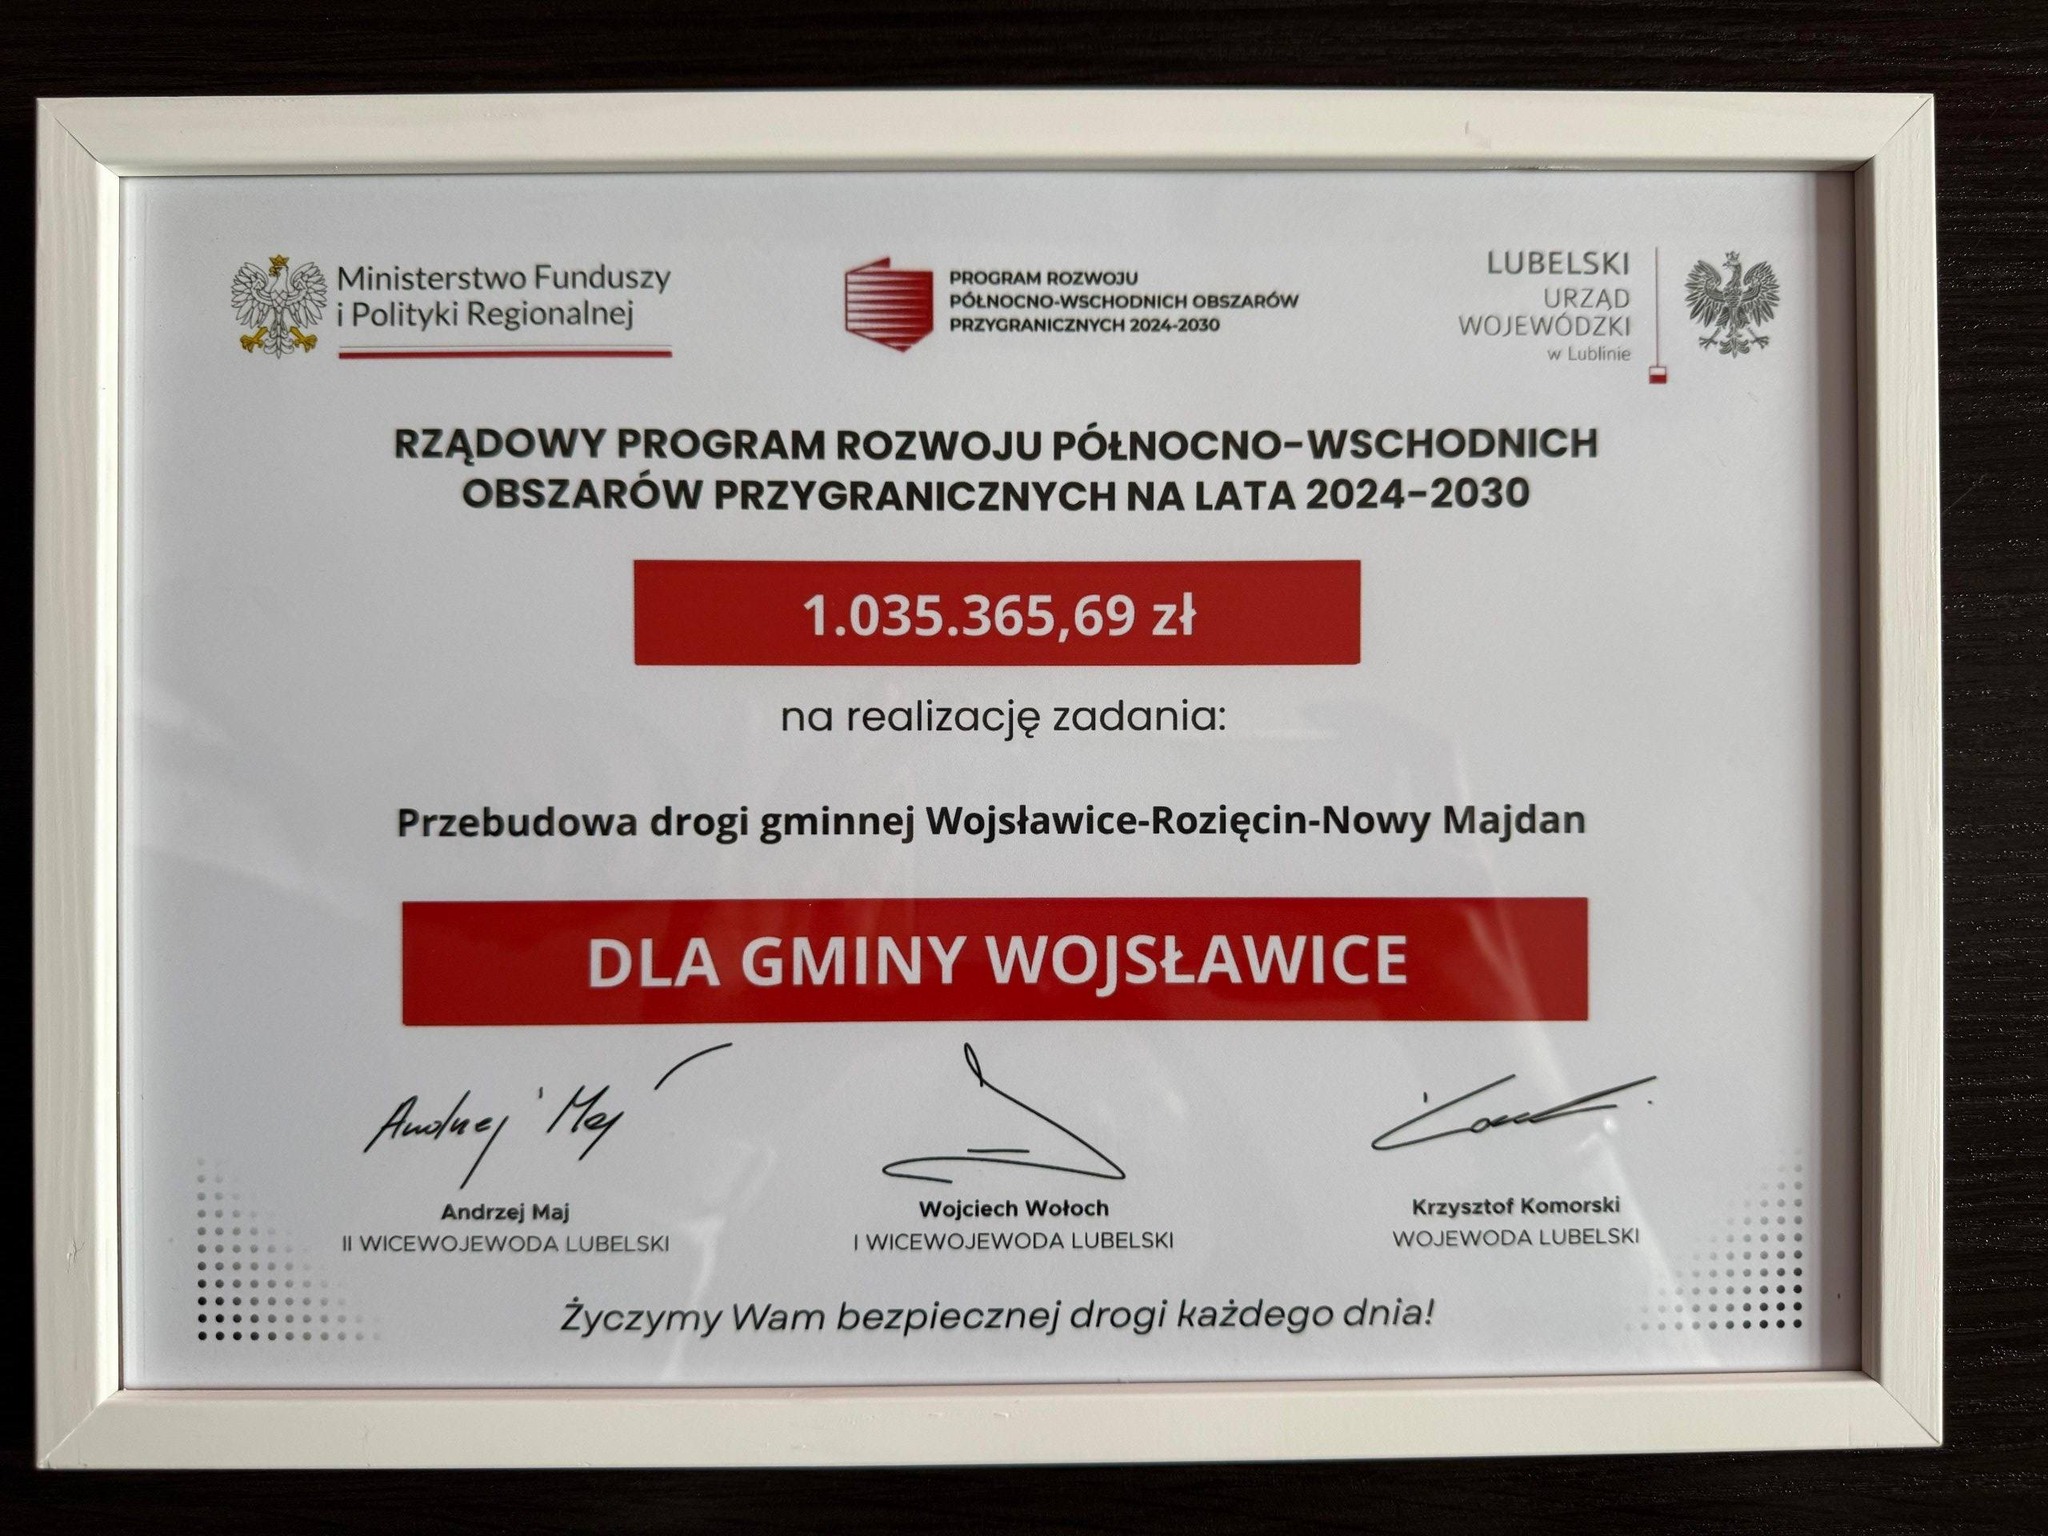 Ministerstwo Funduszy
i Polityki Regionalnej
PROGRAM ROZWOJU
PÓŁNOCNO-WSCHODNICH OBSZARÓW
PRZYGRANICZNYCH 2024-2030
LUBELSKI
URZĄD
WOJEWÓDZKI
w Lublinie
RZĄDOWY PROGRAM ROZWOJU PÓŁNOCNO-WSCHODNICH
OBSZARÓW PRZYGRANICZNYCH NA LATA 2024-2030
1.035.365,69 zł
na realizację zadania:
Przebudowa drogi gminnej Wojsławice-Rozięcin-Nowy Majdan
DLA GMINY WOJSŁAWICE
Andrzej Maj
Andrzej Maj
II WICEWOJEWODA LUBELSKI
Wojciech Wołoch
I WICEWOJEWODA LUBELSKI
Krzysztof Komorski
WOJEWODA LUBELSKI
Życzymy Wam bezpiecznej drogi każdego dnia!